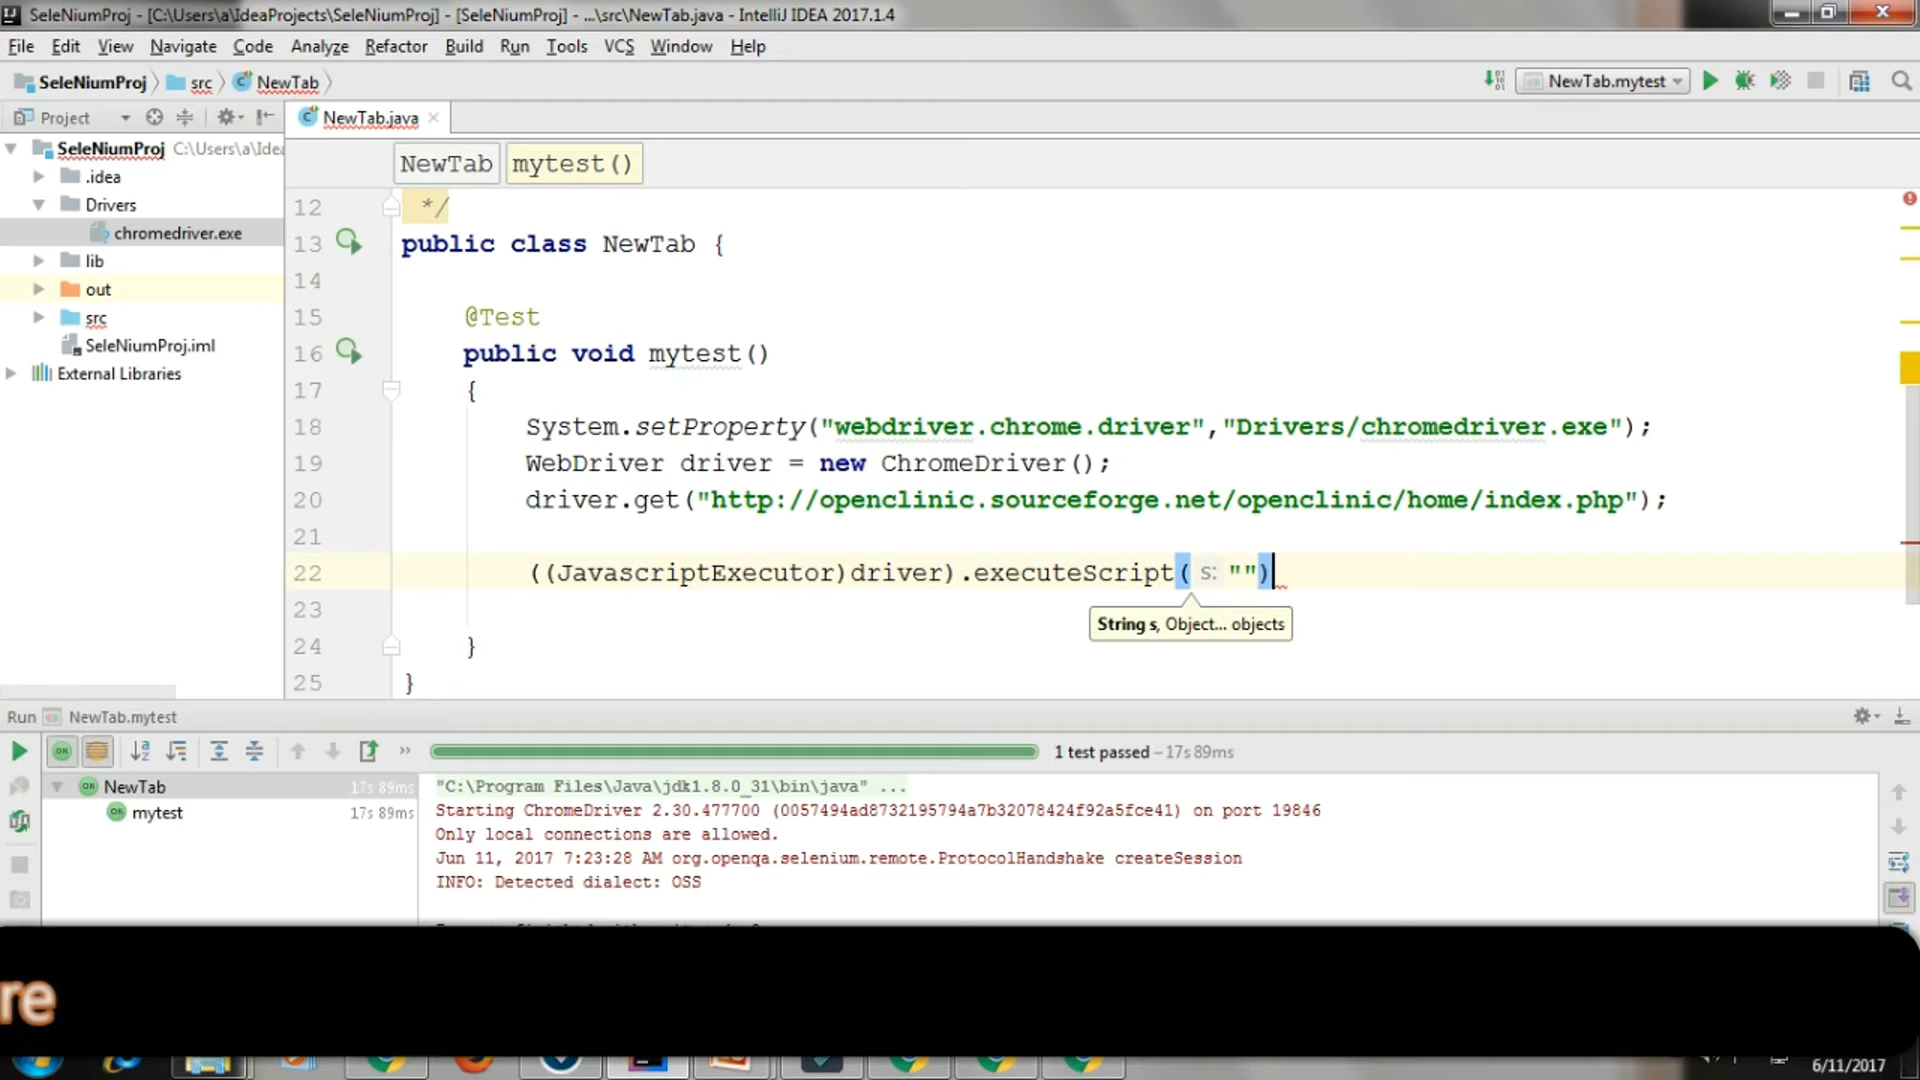 SeleNiumProj - [C:\Users\a\IdeaProjects\SeleNiumProj] - [SeleNiumProj] - ...\src\NewTab.java - IntelliJ IDEA 2017.1.4
File Edit View Navigate Code Analyze Refactor Build Run Tools VCS Window Help
SeleNiumProj src NewTab NewTab.mytest
Project NewTab.java
SeleNiumProj C:\Users\a\Idea
.idea
Drivers
chromedriver.exe
lib
out
src
SeleNiumProj.iml
External Libraries
NewTab mytest()
12 */
13 public class NewTab {
14
15 @Test
16 public void mytest()
17 {
18 System.setProperty("webdriver.chrome.driver","Drivers/chromedriver.exe");
19 WebDriver driver = new ChromeDriver();
20 driver.get("http://openclinic.sourceforge.net/openclinic/home/index.php");
21
22 ((JavascriptExecutor)driver).executeScript( s: "")
23
String s, Object... objects
24 }
25 }
Run NewTab.mytest
1 test passed – 17s 89ms
NewTab 17s 89ms
mytest 17s 89ms
"C:\Program Files\Java\jdk1.8.0_31\bin\java" ...
Starting ChromeDriver 2.30.477700 (0057494ad8732195794a7b32078424f92a5fce41) on port 19846
Only local connections are allowed.
Jun 11, 2017 7:23:28 AM org.openqa.selenium.remote.ProtocolHandshake createSession
INFO: Detected dialect: OSS
re
6/11/2017